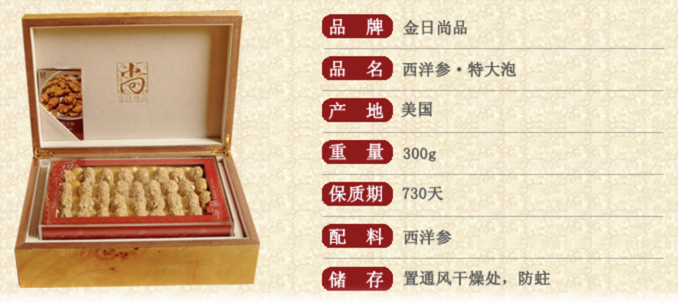 尚
品 牌 金日尚品
品 名 西洋参·特大泡
产 地 美国
重 量 300g
保质期 730天
配 料 西洋参
储 存 置通风干燥处，防蛀